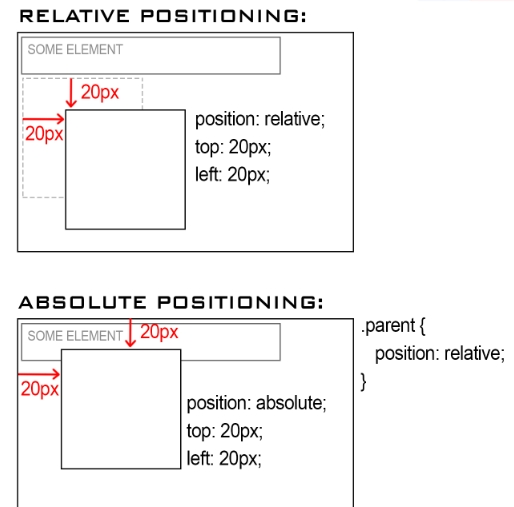 RELATIVE POSITIONING:
SOME ELEMENT
20px
20px
position: relative;
top: 20px;
left: 20px;
ABSOLUTE POSITIONING:
SOME ELEMENT
20px
20px
position: absolute;
top: 20px;
left: 20px;
.parent {
position: relative;
}